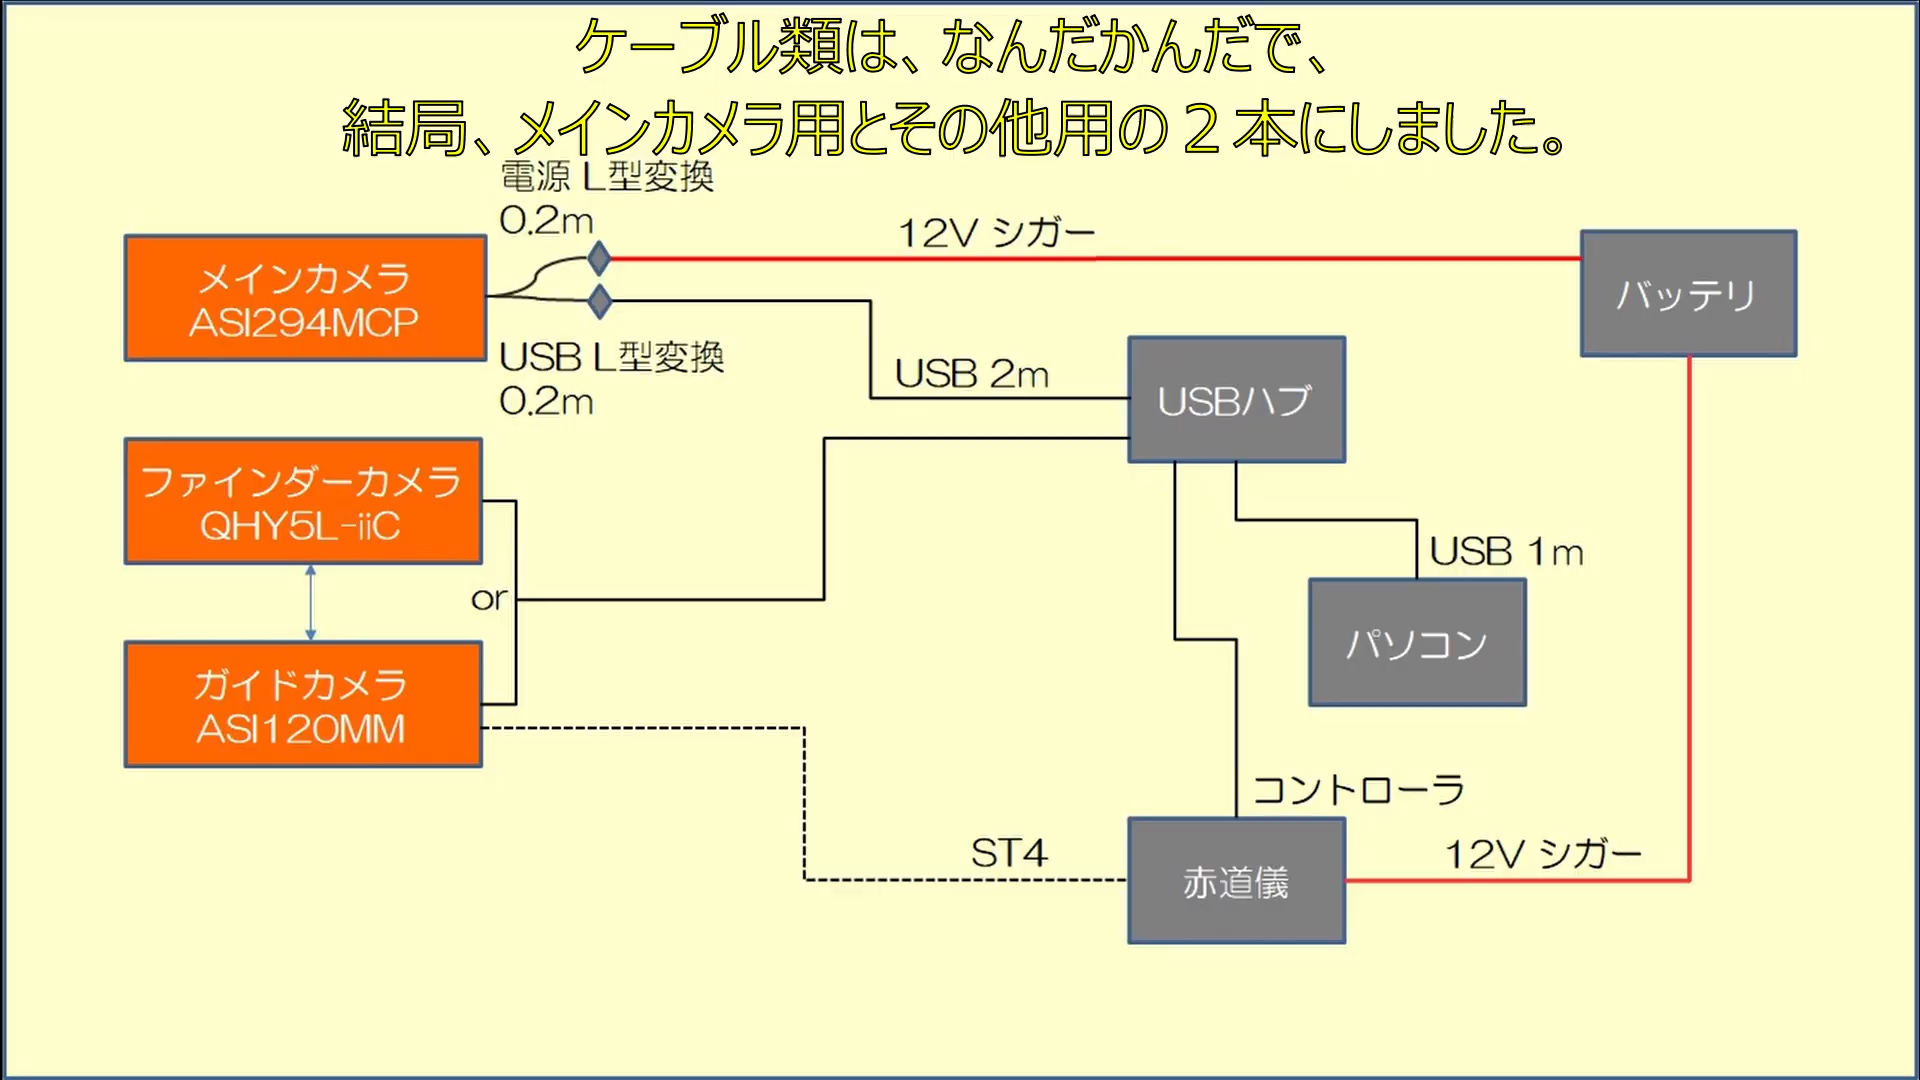 ケーブル類は、なんだかんだで、
結局、メインカメラ用とその他用の２本にしました。
電源 L型変換
0.2m
12V シガー
メインカメラ
ASI294MCP
バッテリ
USB L型変換
0.2m
USB 2m
USBハブ
ファインダーカメラ
QHY5L-iiC
or
USB 1m
パソコン
ガイドカメラ
ASI120MM
コントローラ
ST4
12V シガー
赤道儀